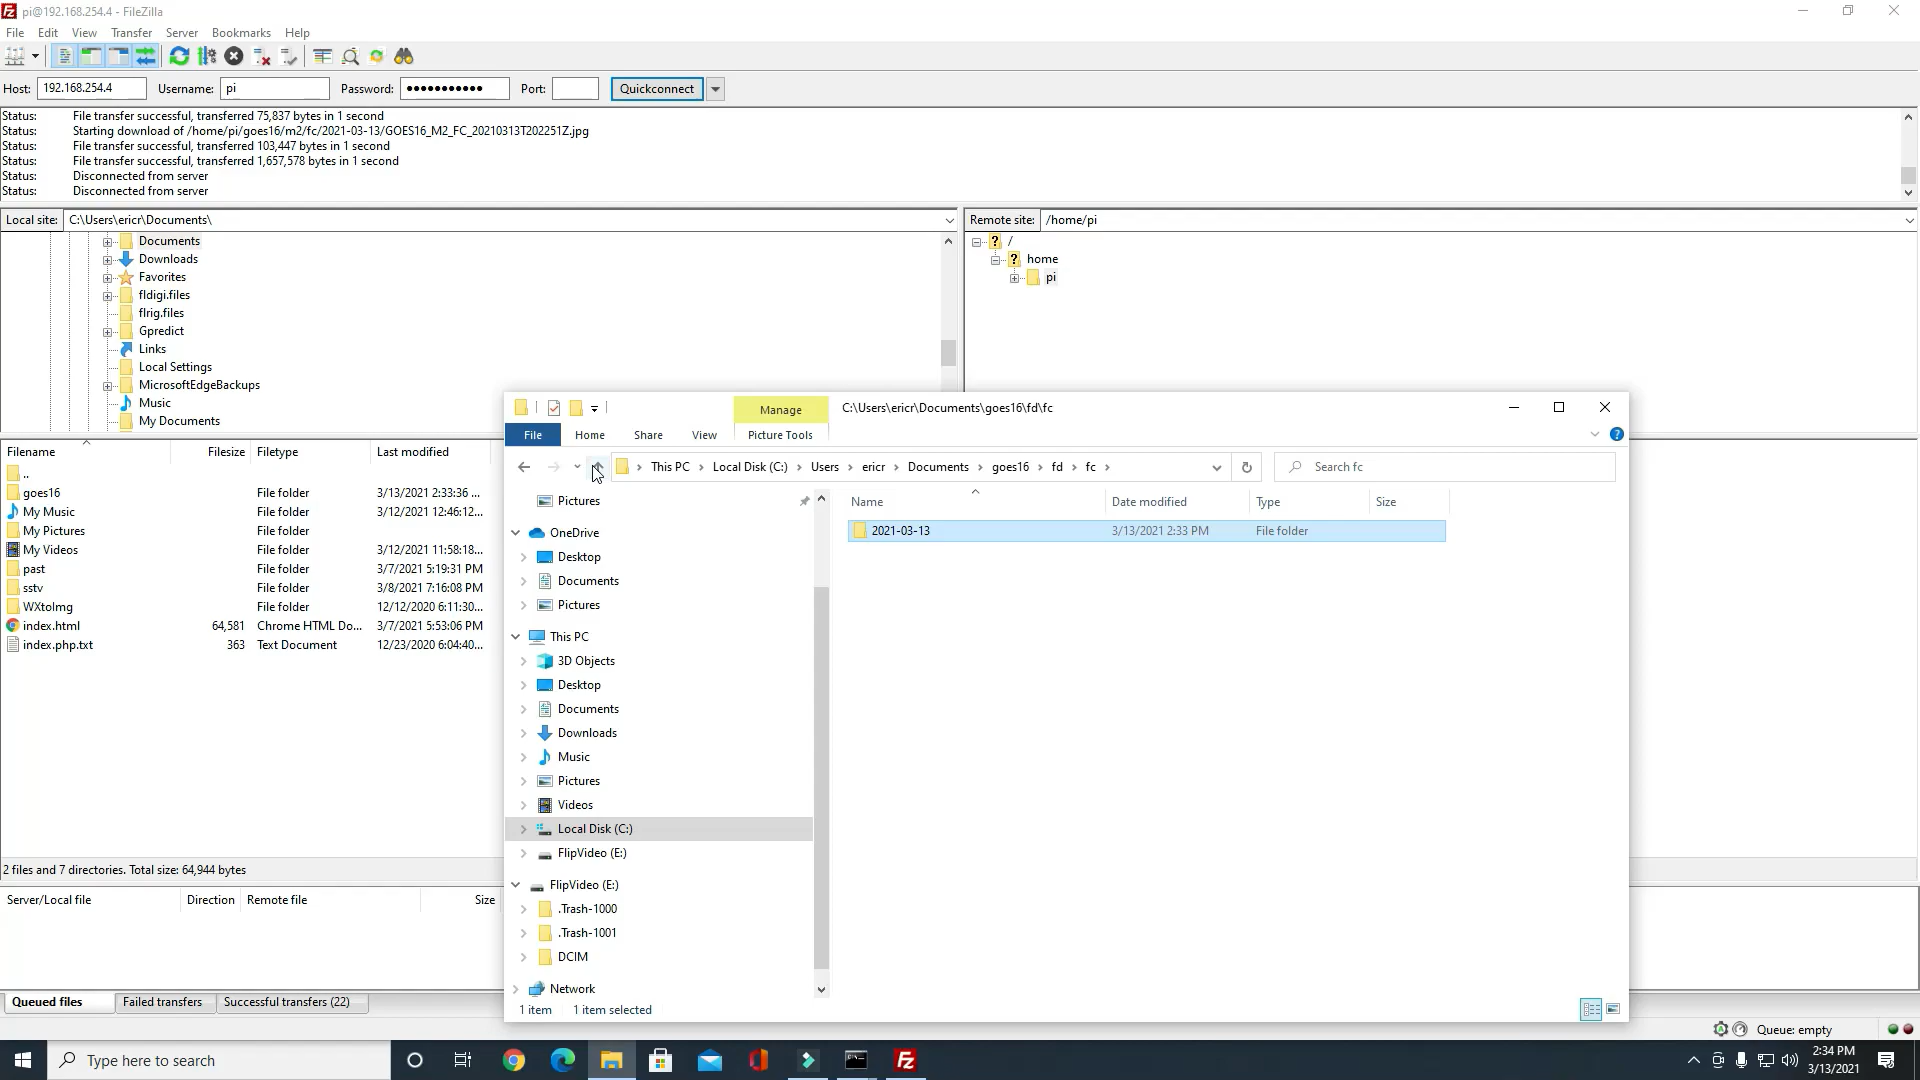 pi@192.168.254.4 - FileZilla
File Edit View Transfer Server Bookmarks Help
Host: 192.168.254.4 Username: pi Password: ●●●●●●●●●●● Port: Quickconnect
Status: File transfer successful, transferred 75,837 bytes in 1 second
Status: Starting download of /home/pi/goes16/m2/fc/2021-03-13/GOES16_M2_FC_20210313T202251Z.jpg
Status: File transfer successful, transferred 103,447 bytes in 1 second
Status: File transfer successful, transferred 1,657,578 bytes in 1 second
Status: Disconnected from server
Status: Disconnected from server
Local site: C:\Users\ericr\Documents\
Documents
Downloads
Favorites
fldigi.files
flrig.files
Gpredict
Links
Local Settings
MicrosoftEdgeBackups
Music
My Documents
Remote site: /home/pi
? /
? home
pi
Filename Filesize Filetype Last modified
..
goes16 File folder 3/13/2021 2:33:36 ...
My Music File folder 3/12/2021 12:46:12...
My Pictures File folder
My Videos File folder 3/12/2021 11:58:18...
past File folder 3/7/2021 5:19:31 PM
sstv File folder 3/8/2021 7:16:08 PM
WXtoImg File folder 12/12/2020 6:11:30...
index.html 64,581 Chrome HTML Do... 3/7/2021 5:53:06 PM
index.php.txt 363 Text Document 12/23/2020 6:04:40...
2 files and 7 directories. Total size: 64,944 bytes
Server/Local file Direction Remote file Size
Queued files Failed transfers Successful transfers (22)
Manage C:\Users\ericr\Documents\goes16\fd\fc
File Home Share View Picture Tools ?
This PC › Local Disk (C:) › Users › ericr › Documents › goes16 › fd › fc › Search fc
Pictures
OneDrive
Desktop
Documents
Pictures
This PC
3D Objects
Desktop
Documents
Downloads
Music
Pictures
Videos
Local Disk (C:)
FlipVideo (E:)
FlipVideo (E:)
.Trash-1000
.Trash-1001
DCIM
Network
Name Date modified Type Size
2021-03-13 3/13/2021 2:33 PM File folder
1 item 1 item selected
Queue: empty
Type here to search
2:34 PM
3/13/2021